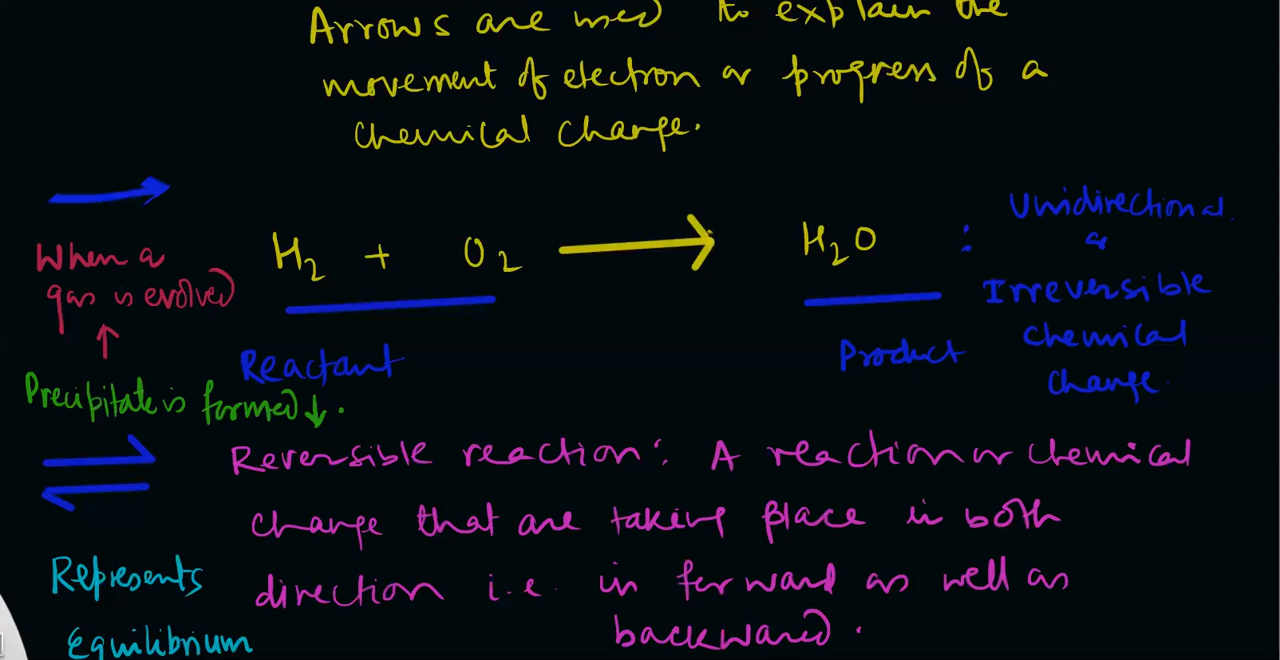 Arrows are used to explain the
movement of electron or progress of a
chemical change.
H2 + O2 → H2O :
Unidirectional
or
Irreversible
chemical
change.
When a
gas is evolved
↑
Reactant
Product
Precipitate is formed ↓.
⇌
Reversible reaction: A reaction or chemical
change that are taking place in both
direction i.e. in forward as well as
backward.
Represents
Equilibrium